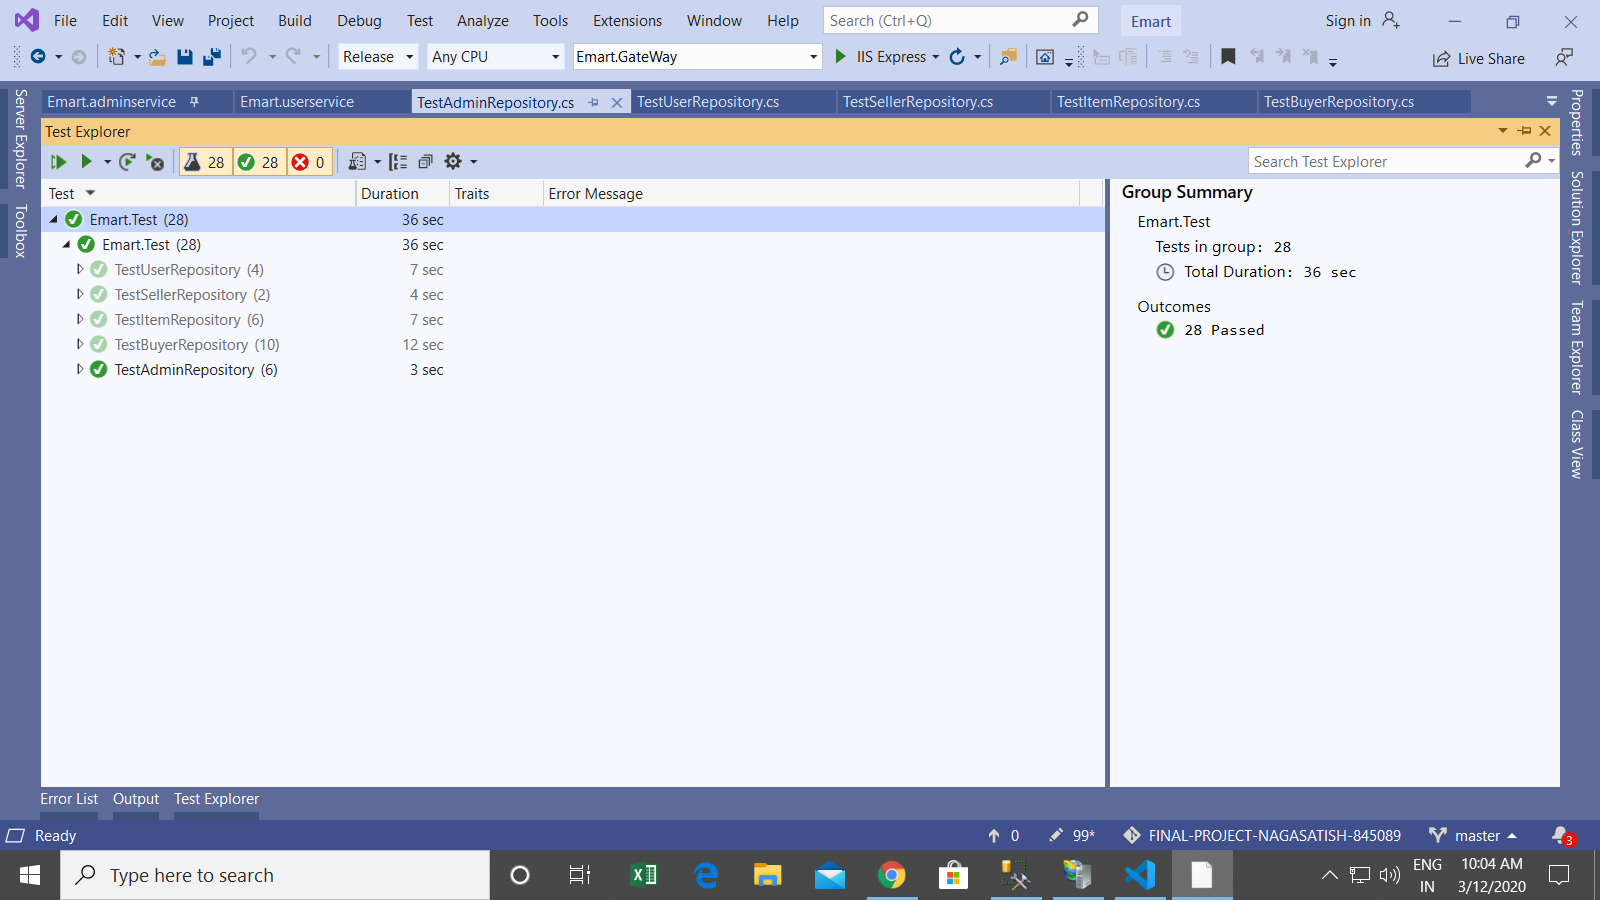 File Edit View Project Build Debug Test Analyze Tools Extensions Window Help Search (Ctrl+Q) Emart Sign in
Release Any CPU Emart.GateWay IIS Express Live Share
Emart.adminservice Emart.userservice TestAdminRepository.cs TestUserRepository.cs TestSellerRepository.cs TestItemRepository.cs TestBuyerRepository.cs
Server Explorer
Toolbox
Test Explorer
28 28 0 Search Test Explorer
Test Duration Traits Error Message
Emart.Test (28) 36 sec
Emart.Test (28) 36 sec
TestUserRepository (4) 7 sec
TestSellerRepository (2) 4 sec
TestItemRepository (6) 7 sec
TestBuyerRepository (10) 12 sec
TestAdminRepository (6) 3 sec
Group Summary
Emart.Test
Tests in group: 28
Total Duration: 36 sec
Outcomes
28 Passed
Properties
Solution Explorer
Team Explorer
Class View
Error List Output Test Explorer
Ready 0 99* FINAL-PROJECT-NAGASATISH-845089 master 3
Type here to search
ENG
IN
10:04 AM
3/12/2020